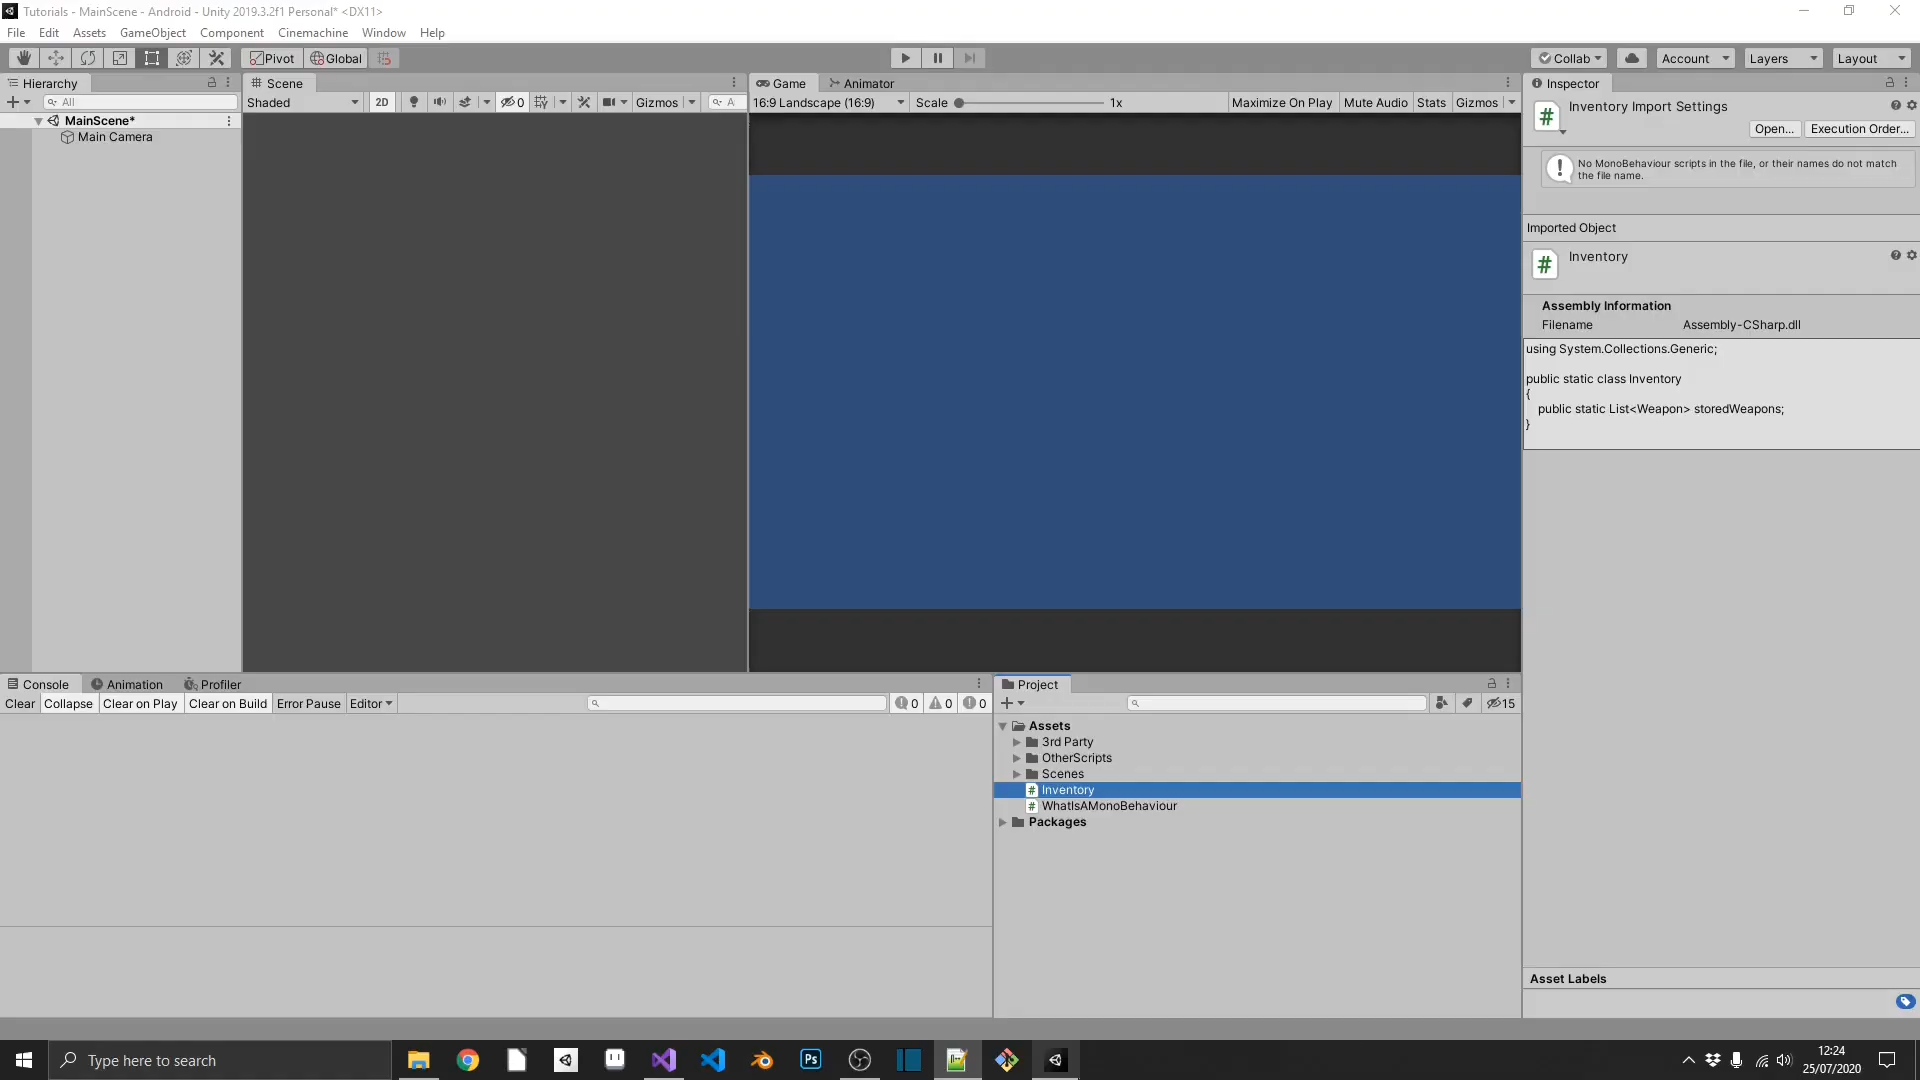 Tutorials - MainScene - Android - Unity 2019.3.2f1 Personal* <DX11>
File Edit Assets GameObject Component Cinemachine Window Help
Pivot Global Collab Account Layers Layout
Hierarchy
All
MainScene*
Main Camera
Scene
Shaded 2D 0 Gizmos A
Game Animator
16:9 Landscape (16:9) Scale 1x Maximize On Play Mute Audio Stats Gizmos
Inspector
Inventory Import Settings
Open... Execution Order...
No MonoBehaviour scripts in the file, or their names do not match
the file name.
Imported Object
Inventory
Assembly Information
Filename Assembly-CSharp.dll
using System.Collections.Generic;
public static class Inventory
{
public static List<Weapon> storedWeapons;
}
Asset Labels
Console Animation Profiler
Clear Collapse Clear on Play Clear on Build Error Pause Editor 0 0 0
Project
15
Assets
3rd Party
OtherScripts
Scenes
Inventory
WhatIsAMonoBehaviour
Packages
Type here to search
Ps
12:24
25/07/2020